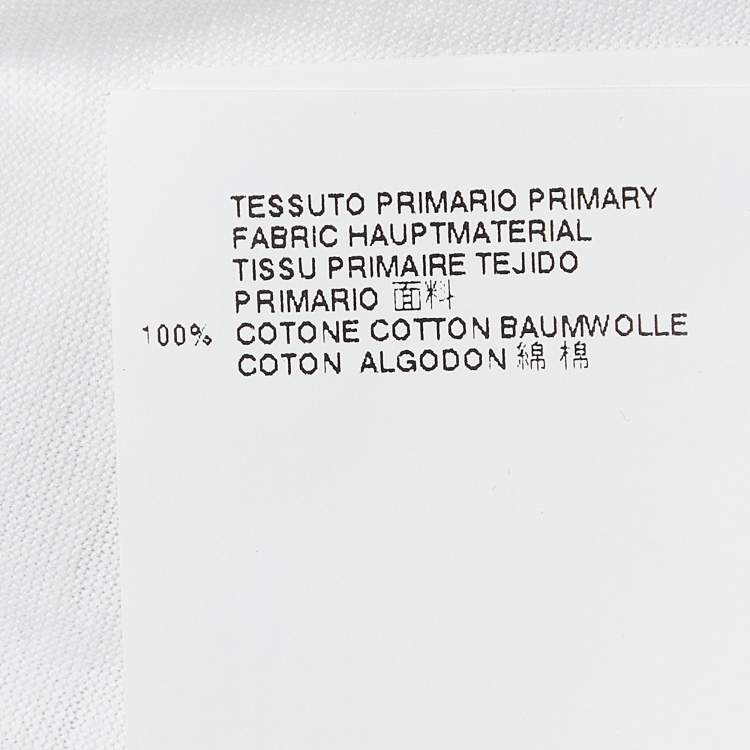 TESSUTO PRIMARIO PRIMARY
FABRIC HAUPTMATERIAL
TISSU PRIMAIRE TEJIDO
PRIMARIO 面料
100% COTONE COTTON BAUMWOLLE
COTON ALGODON 綿 棉